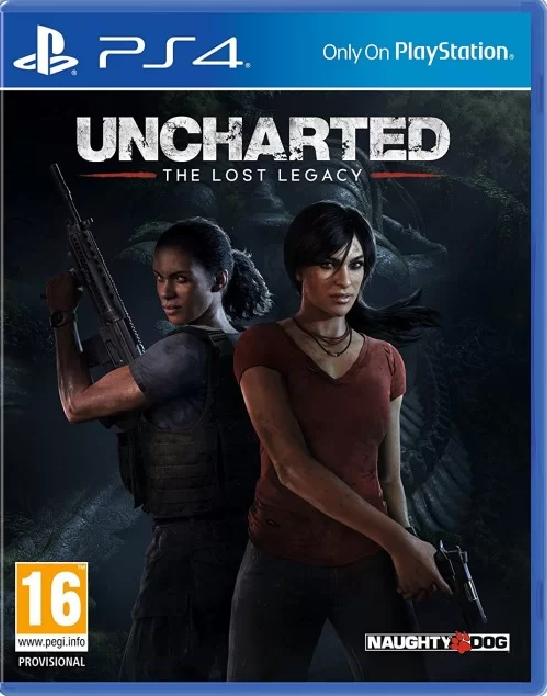 PS4
Only On PlayStation.
UNCHARTED
THE LOST LEGACY
16
www.pegi.info
PROVISIONAL
NAUGHTY DOG